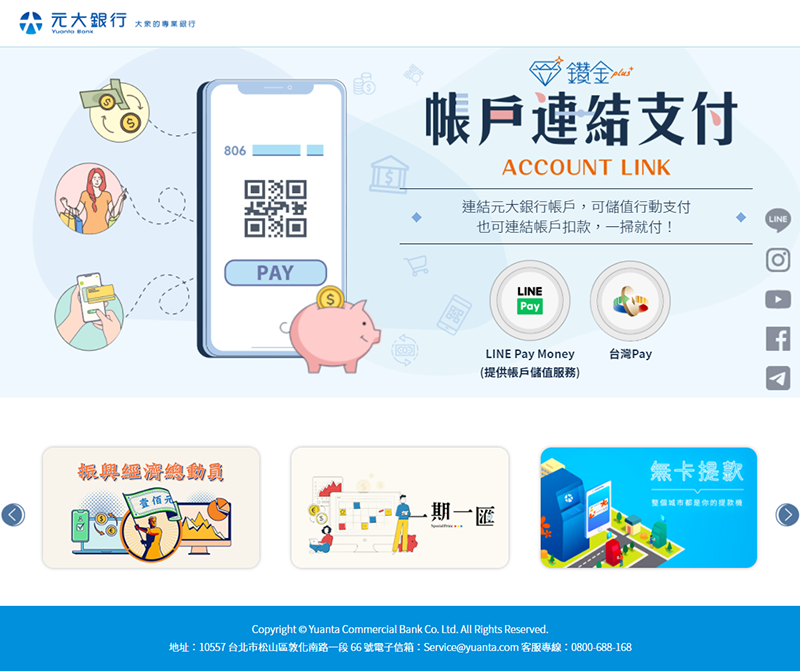 元大銀行 大眾的專業銀行
Yuanta Bank
鑽金plus+
帳戶連結支付
ACCOUNT LINK
806
PAY
連結元大銀行帳戶，可儲值行動支付
也可連結帳戶扣款，一掃就付！
LINE
LINE
Pay
LINE Pay Money
(提供帳戶儲值服務)
台灣Pay
振興經濟總動員
壹佰元
一期一匯
無卡提款
整個城市都是你的提款機
Copyright © Yuanta Commercial Bank Co. Ltd. All Rights Reserved.
地址：10557 台北市松山區敦化南路一段 66 號電子信箱：Service@yuanta.com 客服專線：0800-688-168